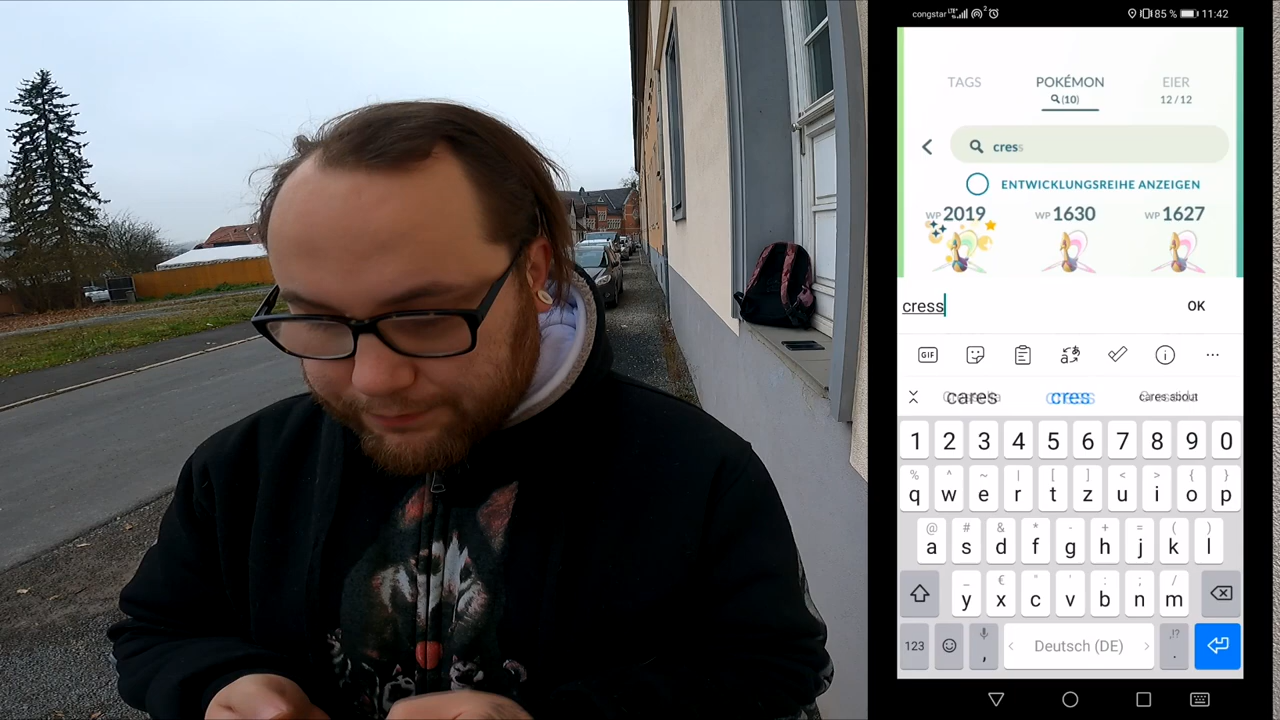 congstar 2 85 % 11:42
TAGS POKÉMON EIER
(10) 12 / 12
cress
ENTWICKLUNGSREIHE ANZEIGEN
WP 2019 WP 1630 WP 1627
cress OK
GIF
cares cres cares about
1 2 3 4 5 6 7 8 9 0
% ^ ~ | [ ] < > { }
q w e r t z u i o p
@ # & * - + = ( )
a s d f g h j k l
_ € " ' : ; /
y x c v b n m
123 , Deutsch (DE) ,!? .